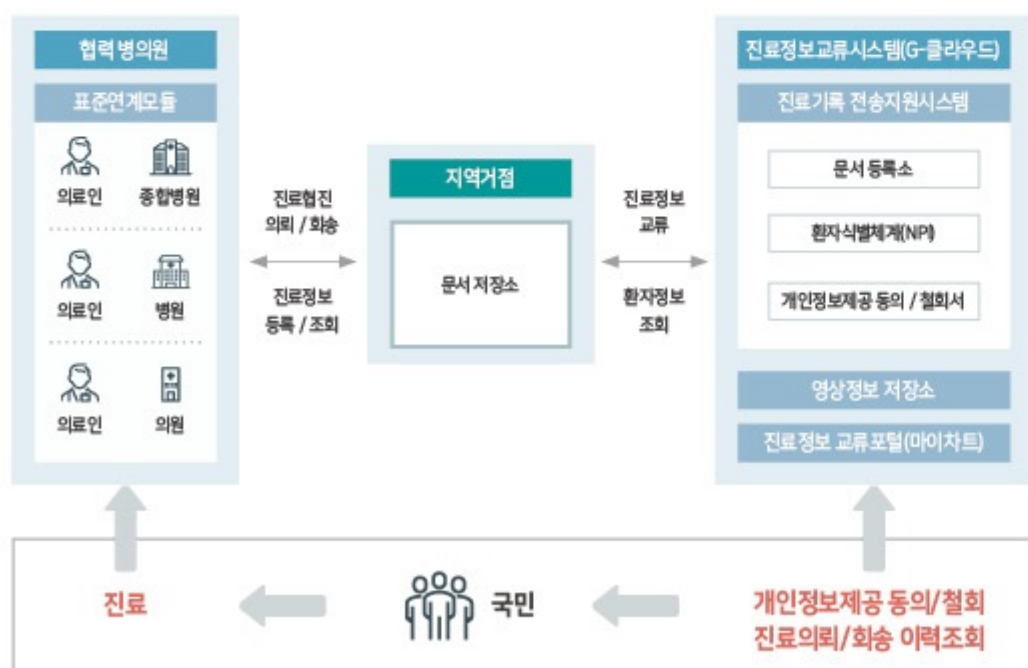 협력 병의원
표준연계모듈
의료인
종합병원
의료인
병원
의료인
의원
진료협진
의뢰 / 회송
진료정보
등록 / 조회
지역거점
문서 저장소
진료정보
교류
환자정보
조회
진료정보교류시스템(G-클라우드)
진료기록 전송지원시스템
문서 등록소
환자식별체계(NPI)
개인정보제공 동의 / 철회서
영상정보 저장소
진료정보 교류포털(마이차트)
진료
국민
개인정보제공 동의/철회
진료의뢰/회송 이력조회